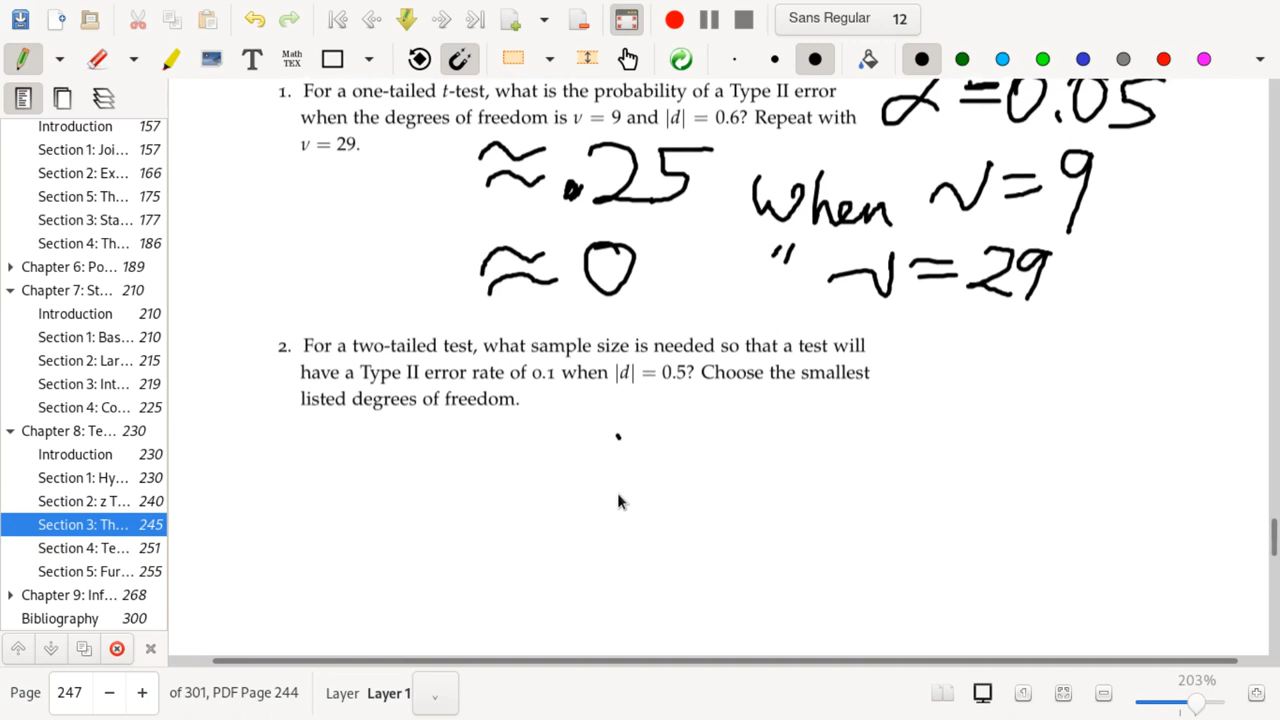 Sans Regular 12
T Math TEX
Introduction 157
Section 1: Joi... 157
Section 2: Ex... 166
Section 5: Th... 175
Section 3: Sta... 177
Section 4: Th... 186
Chapter 6: Po... 189
Chapter 7: St... 210
Introduction 210
Section 1: Bas... 210
Section 2: Lar... 215
Section 3: Int... 219
Section 4: Co... 225
Chapter 8: Te... 230
Introduction 230
Section 1: Hy... 230
Section 2: z T... 240
Section 3: Th... 245
Section 4: Te... 251
Section 5: Fur... 255
Chapter 9: Inf... 268
Bibliography 300
α = 0.05
1. For a one-tailed t-test, what is the probability of a Type II error
when the degrees of freedom is ν = 9 and |d| = 0.6? Repeat with
ν = 29.
≈ .25 when ν = 9
≈ 0 " ν = 29
2. For a two-tailed test, what sample size is needed so that a test will
have a Type II error rate of 0.1 when |d| = 0.5? Choose the smallest
listed degrees of freedom.
Page 247 − + of 301, PDF Page 244 Layer Layer 1 203%